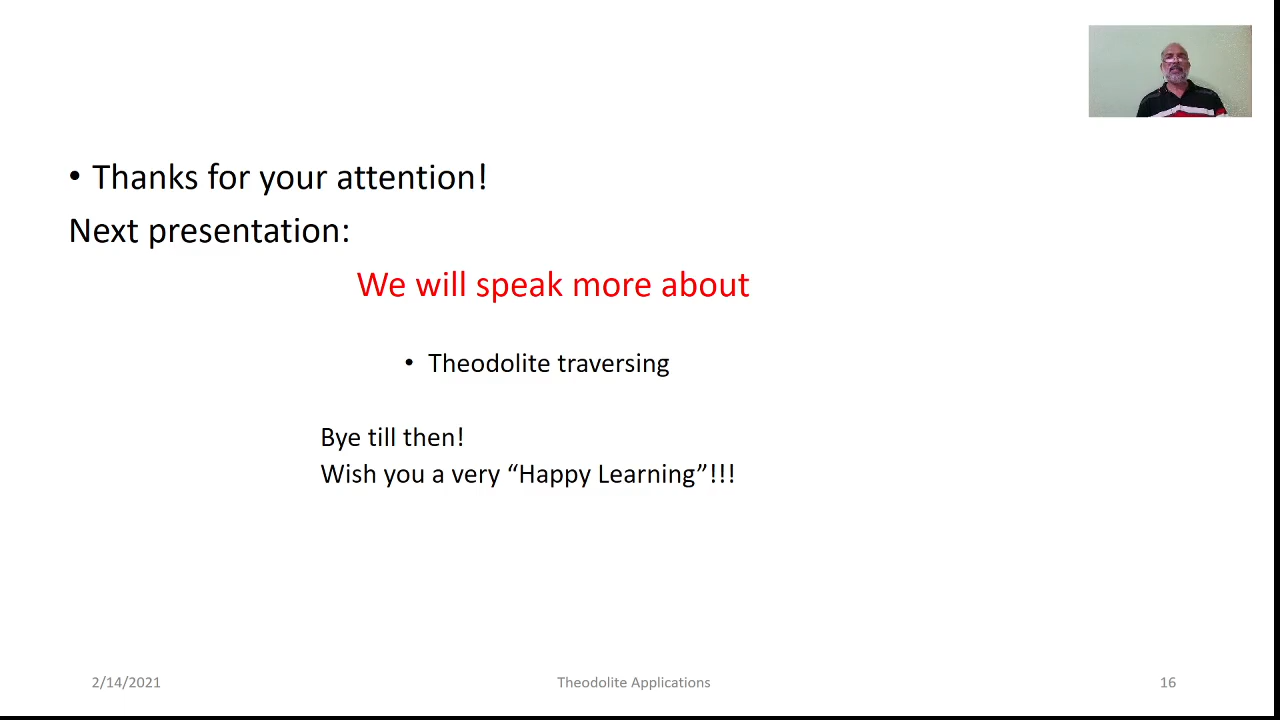 • Thanks for your attention!
Next presentation:
We will speak more about
• Theodolite traversing
Bye till then!
Wish you a very “Happy Learning”!!!
2/14/2021
Theodolite Applications
16